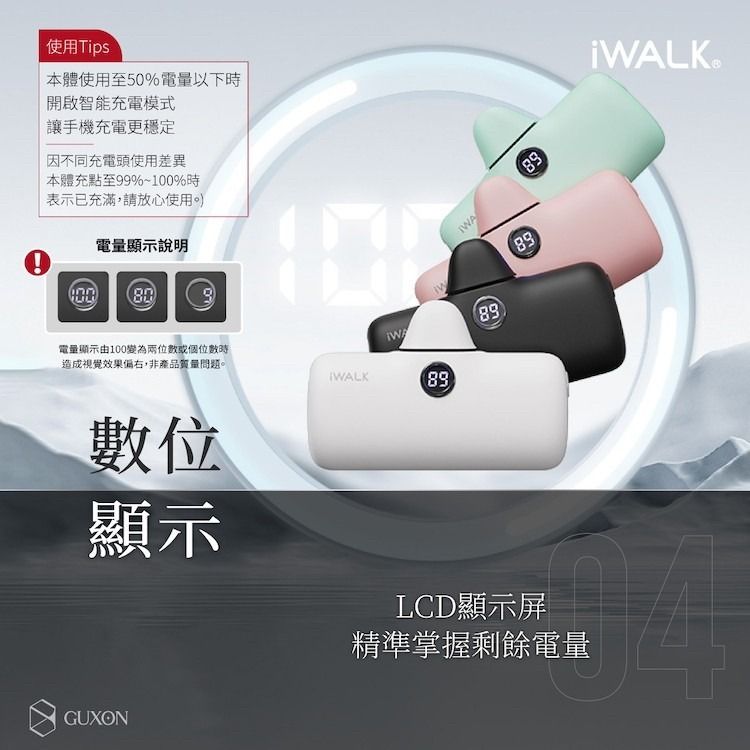 使用Tips
本體使用至50%電量以下時
開啟智能充電模式
讓手機充電更穩定
因不同充電頭使用差異
本體充點至99%~100%時
表示已充滿,請放心使用。)
iWALK®
100
電量顯示說明
!
100 80 9
電量顯示由100變為兩位數或個位數時
造成視覺效果偏右,非產品質量問題。
89
iWA
89
iW
89
iWA
89
iWALK
89
數位
顯示
04
LCD顯示屏
精準掌握剩餘電量
GUXON